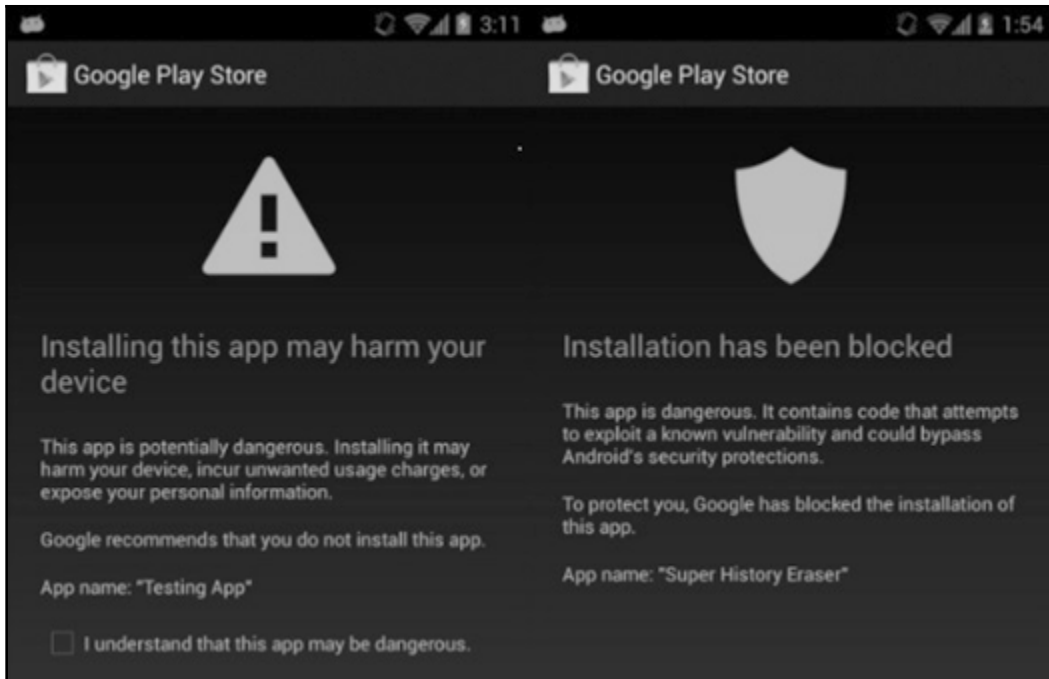 3:11
Google Play Store
Installing this app may harm your
device
This app is potentially dangerous. Installing it may
harm your device, incur unwanted usage charges, or
expose your personal information.
Google recommends that you do not install this app.
App name: "Testing App"
I understand that this app may be dangerous.
1:54
Google Play Store
Installation has been blocked
This app is dangerous. It contains code that attempts
to exploit a known vulnerability and could bypass
Android's security protections.
To protect you, Google has blocked the installation of
this app.
App name: "Super History Eraser"